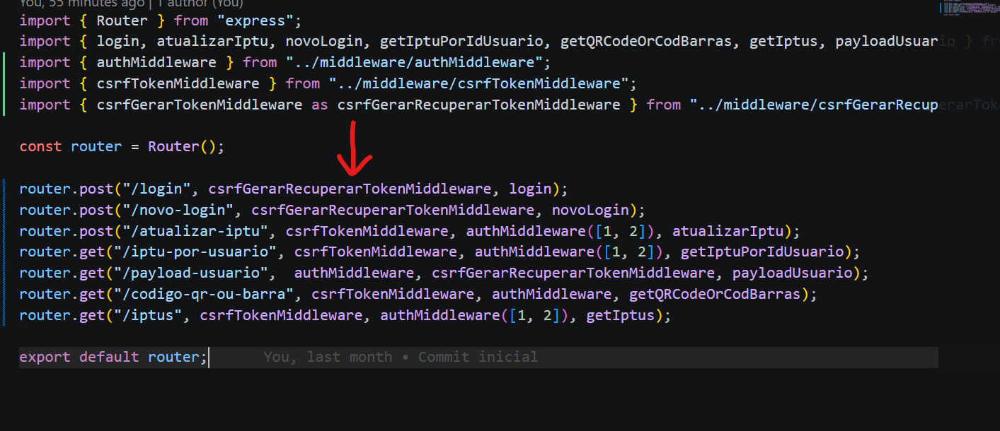 You, 55 minutes ago | 1 author (You)
import { Router } from "express";
import { login, atualizarIptu, novoLogin, getIptuPorIdUsuario, getQRCodeOrCodBarras, getIptus, payloadUsuario } fr
import { authMiddleware } from "../middleware/authMiddleware";
import { csrfTokenMiddleware } from "../middleware/csrfTokenMiddleware";
import { csrfGerarTokenMiddleware as csrfGerarRecuperarTokenMiddleware } from "../middleware/csrfGerarRecuperarTok
const router = Router();
router.post("/login", csrfGerarRecuperarTokenMiddleware, login);
router.post("/novo-login", csrfGerarRecuperarTokenMiddleware, novoLogin);
router.post("/atualizar-iptu", csrfTokenMiddleware, authMiddleware([1, 2]), atualizarIptu);
router.get("/iptu-por-usuario", csrfTokenMiddleware, authMiddleware([1, 2]), getIptuPorIdUsuario);
router.get("/payload-usuario",  authMiddleware, csrfGerarRecuperarTokenMiddleware, payloadUsuario);
router.get("/codigo-qr-ou-barra", csrfTokenMiddleware, authMiddleware, getQRCodeOrCodBarras);
router.get("/iptus", csrfTokenMiddleware, authMiddleware([1, 2]), getIptus);
export default router; You, last month • Commit inicial